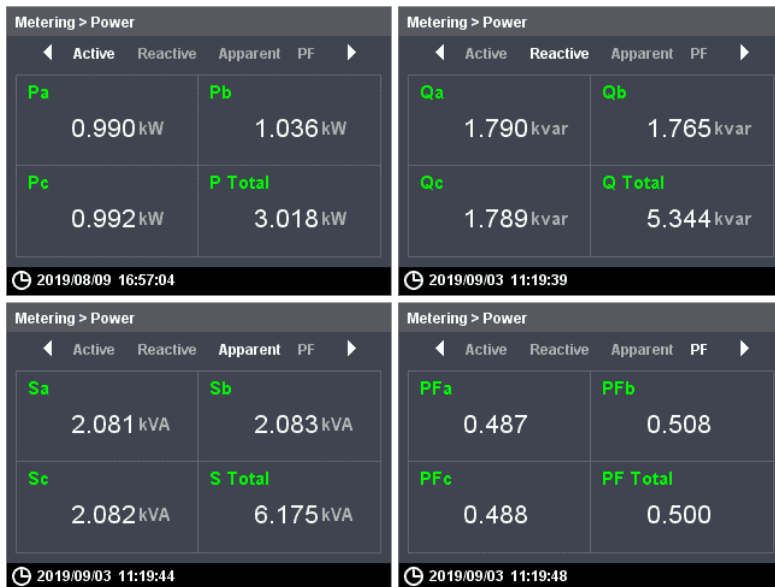 Metering > Power
Active Reactive Apparent PF
Pa Pb
0.990 kW 1.036 kW
Pc P Total
0.992 kW 3.018 kW
2019/08/09 16:57:04
Metering > Power
Active Reactive Apparent PF
Qa Qb
1.790 kvar 1.765 kvar
Qc Q Total
1.789 kvar 5.344 kvar
2019/09/03 11:19:39
Metering > Power
Active Reactive Apparent PF
Sa Sb
2.081 kVA 2.083 kVA
Sc S Total
2.082 kVA 6.175 kVA
2019/09/03 11:19:44
Metering > Power
Active Reactive Apparent PF
PFa PFb
0.487 0.508
PFc PF Total
0.488 0.500
2019/09/03 11:19:48